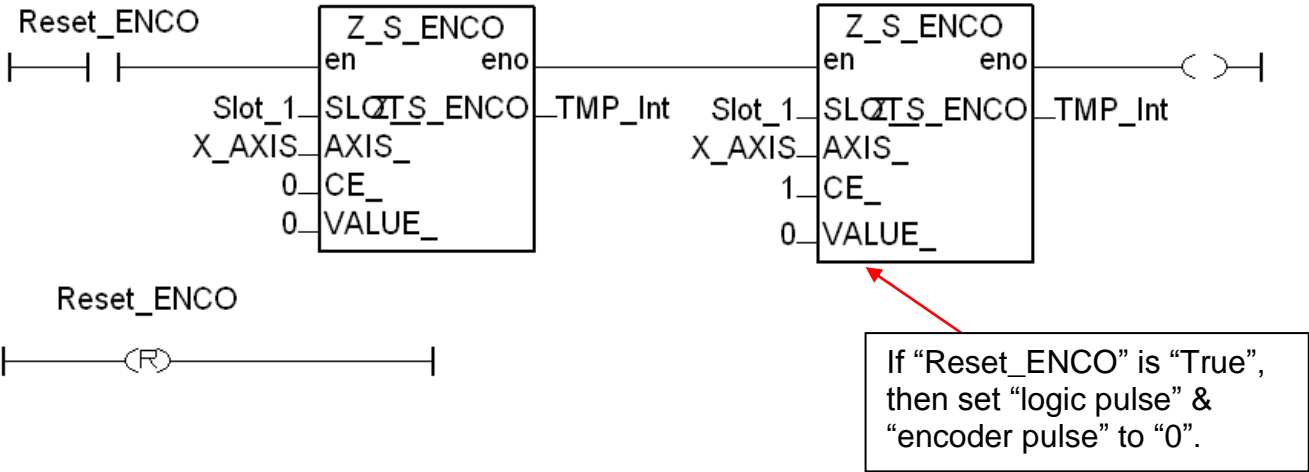 Reset_ENCO
Z_S_ENCO
en eno
Slot_1 SLOT_ Z_S_ENCO TMP_Int
X_AXIS AXIS_
0 CE_
0 VALUE_
Z_S_ENCO
en eno
Slot_1 SLOT_ Z_S_ENCO TMP_Int
X_AXIS AXIS_
1 CE_
0 VALUE_
Reset_ENCO
R
If “Reset_ENCO” is “True”,
then set “logic pulse” &
“encoder pulse” to “0”.